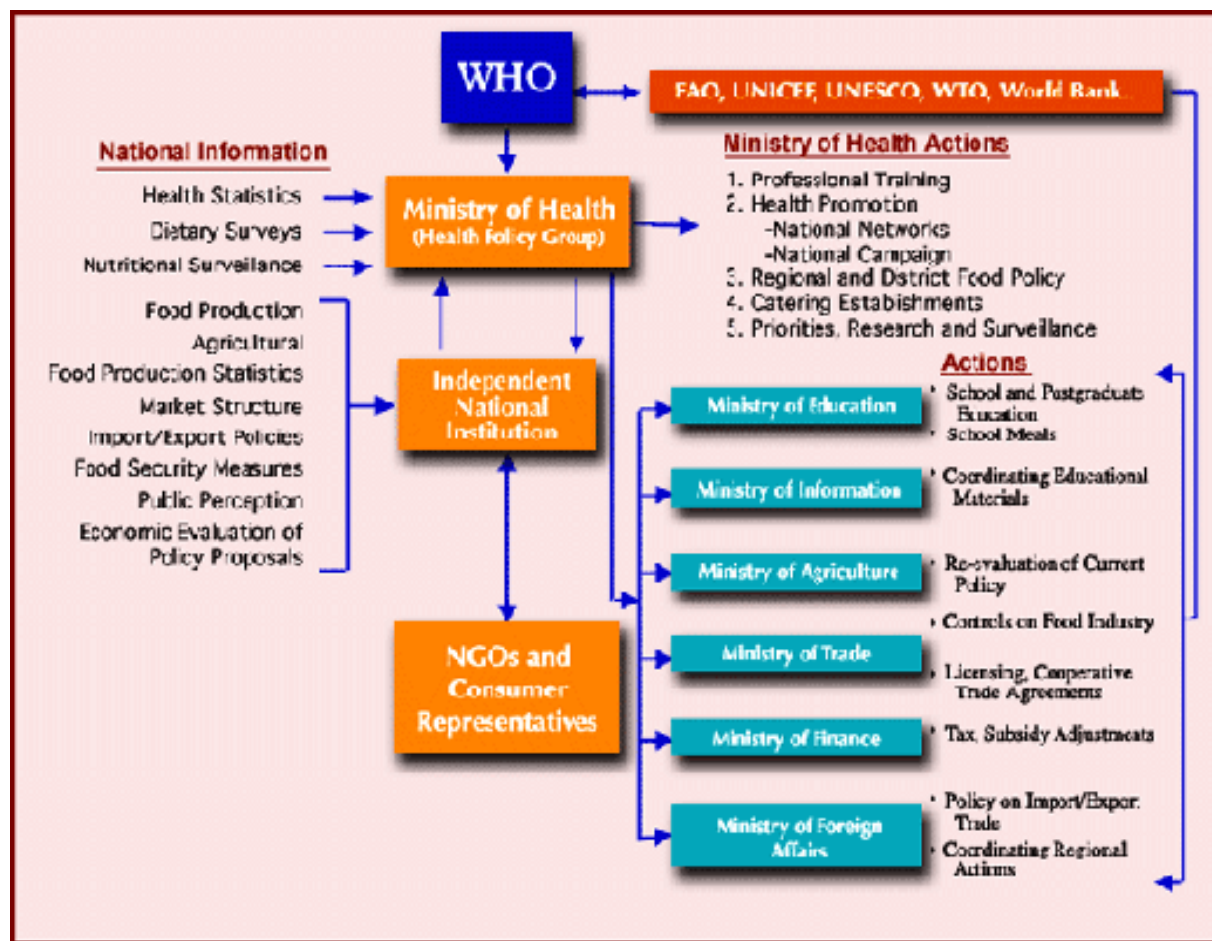 WHO
FAO, UNICEF, UNESCO, WTO, World Bank...
National Information
Health Statistics
Dietary Surveys
Nutritional Surveillance
Food Production
Agricultural
Food Production Statistics
Market Structure
Import/Export Policies
Food Security Measures
Public Perception
Economic Evaluation of
Policy Proposals
Ministry of Health
(Health Policy Group)
Independent
National
Institution
NGOs and
Consumer
Representatives
Ministry of Health Actions
1. Professional Training
2. Health Promotion
-National Networks
-National Campaign
3. Regional and District Food Policy
4. Catering Estabishments
5. Priorities, Research and Surveillance
Actions
Ministry of Education
• School and Postgraduate
Education
• School Meals
Ministry of Information
• Coordinating Educational
Materials
Ministry of Agriculture
• Re-evaluation of Current
Policy
• Controls on Food Industry
Ministry of Trade
• Licensing, Cooperative
Trade Agreements
Ministry of Finance
• Tax, Subsidy Adjustments
Ministry of Foreign
Affairs
• Policy on Import/Export
Trade
• Coordinating Regional
Actions